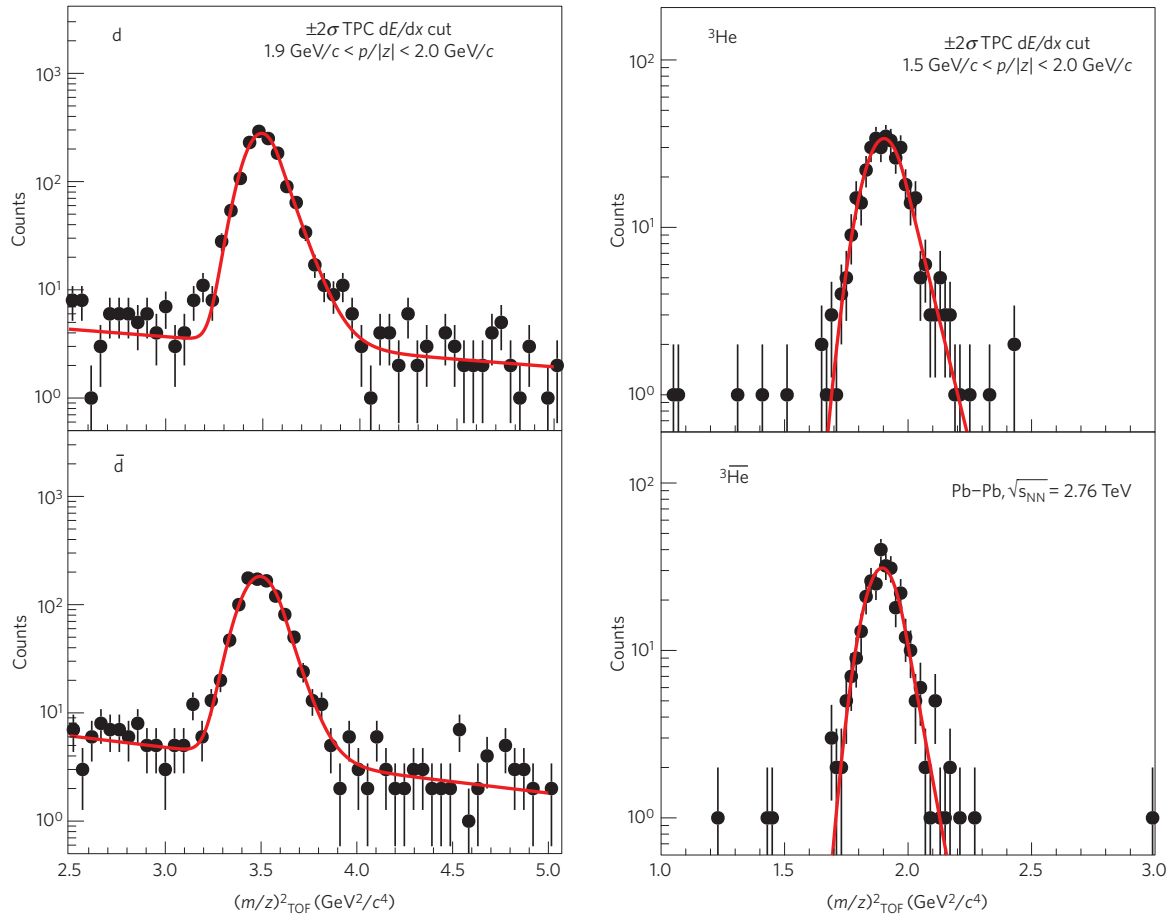 d
±2σ TPC dE/dx cut
1.9 GeV/c < p/|z| < 2.0 GeV/c
10³
10²
10¹
10⁰
Counts
³He
±2σ TPC dE/dx cut
1.5 GeV/c < p/|z| < 2.0 GeV/c
10²
10¹
10⁰
Counts
d̄
10³
10²
10¹
10⁰
Counts
2.5 3.0 3.5 4.0 4.5 5.0
(m/z)²TOF (GeV²/c⁴)
³H̅e̅
Pb–Pb, √sNN = 2.76 TeV
10²
10¹
10⁰
Counts
1.0 1.5 2.0 2.5 3.0
(m/z)²TOF (GeV²/c⁴)